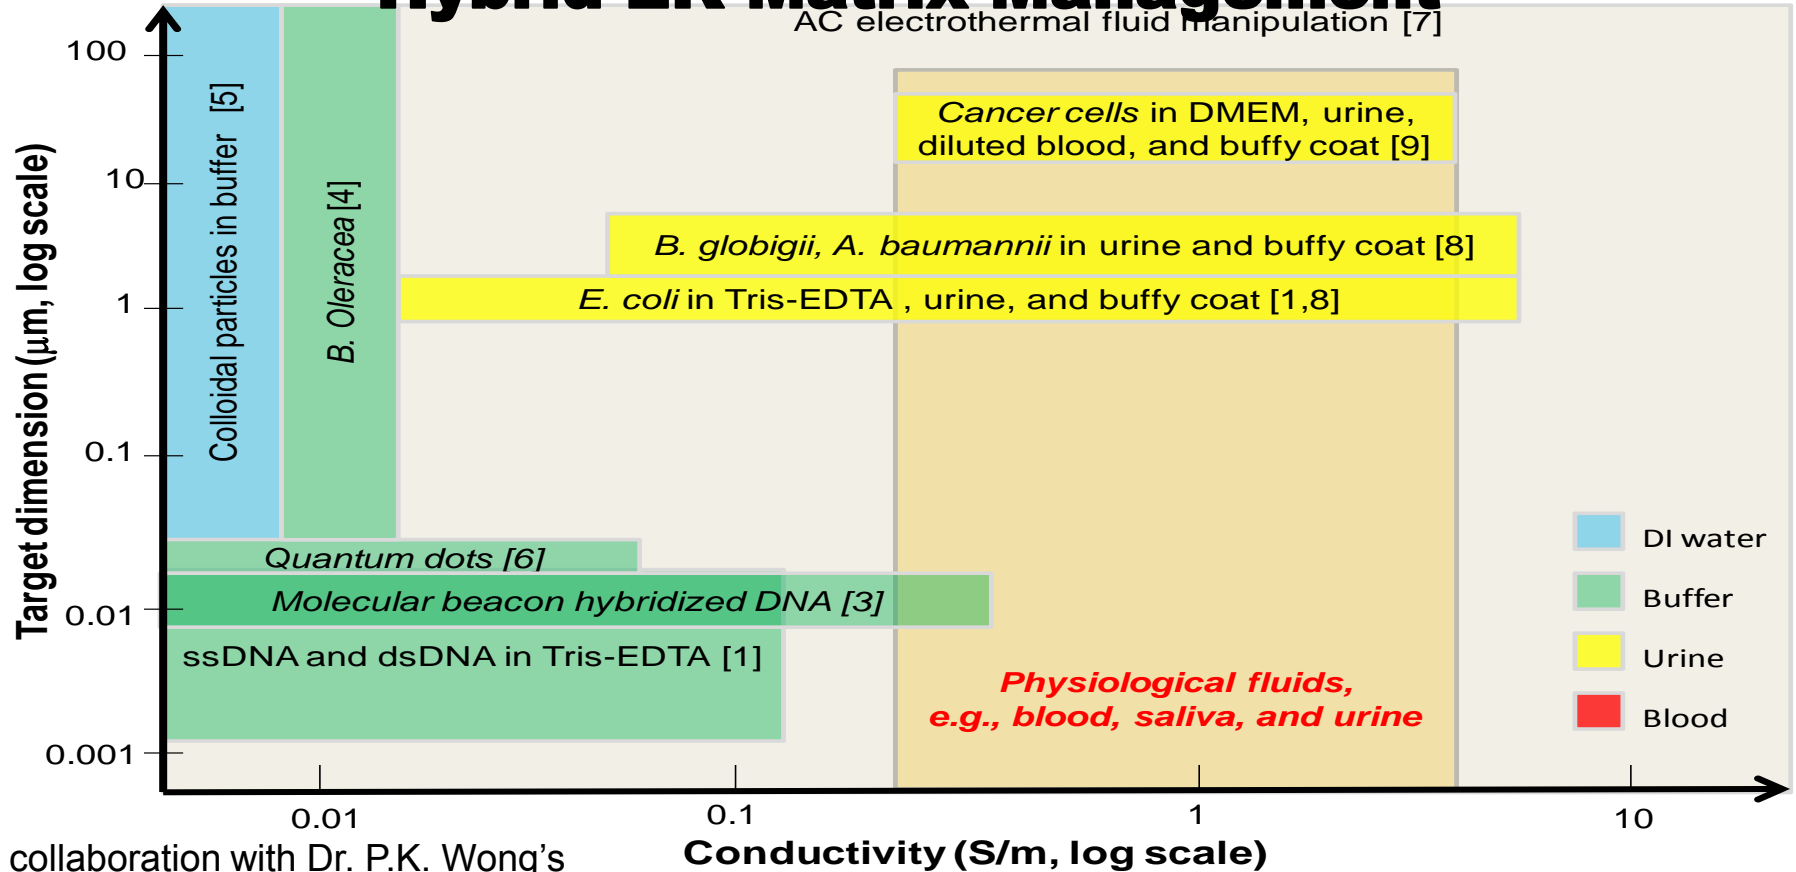 Hybrid EK Matrix Management
AC electrothermal fluid manipulation [7]
100
10
1
0.1
0.01
0.001
Target dimension (µm, log scale)
Colloidal particles in buffer [5]
B. Oleracea [4]
Cancer cells in DMEM, urine,
diluted blood, and buffy coat [9]
B. globigii, A. baumannii in urine and buffy coat [8]
E. coli in Tris-EDTA , urine, and buffy coat [1,8]
Quantum dots [6]
Molecular beacon hybridized DNA [3]
ssDNA and dsDNA in Tris-EDTA [1]
Physiological fluids,
e.g., blood, saliva, and urine
DI water
Buffer
Urine
Blood
0.01
0.1
1
10
Conductivity (S/m, log scale)
collaboration with Dr. P.K. Wong's